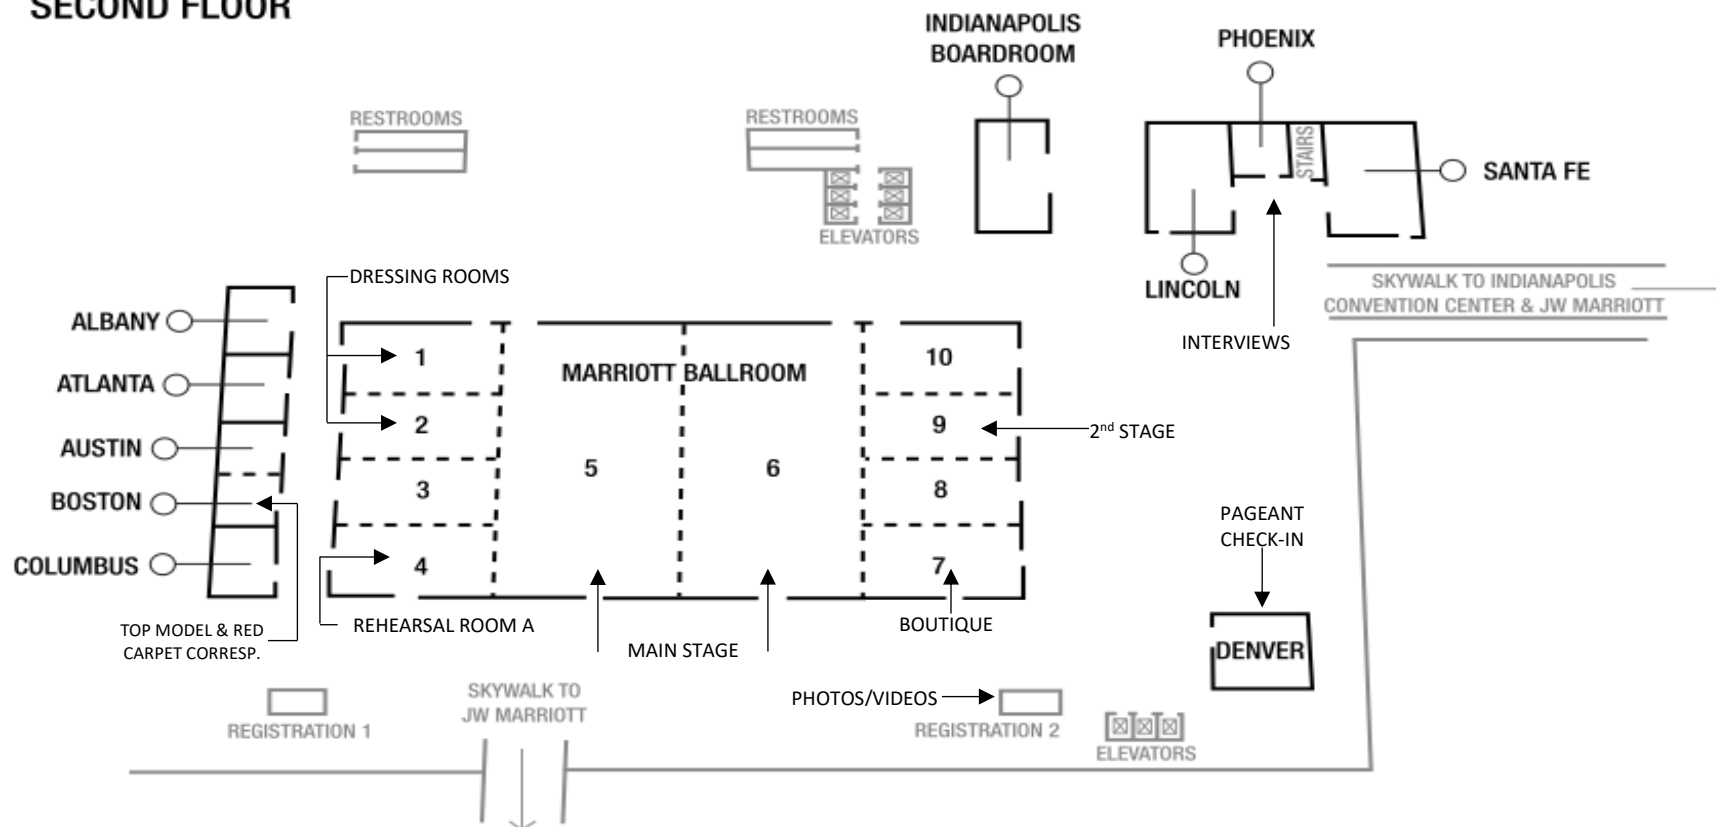 SECOND FLOOR
INDIANAPOLIS
BOARDROOM
PHOENIX
RESTROOMS
RESTROOMS
STAIRS
SANTA FE
ELEVATORS
DRESSING ROOMS
LINCOLN
SKYWALK TO INDIANAPOLIS
CONVENTION CENTER & JW MARRIOTT
INTERVIEWS
ALBANY
ATLANTA
AUSTIN
BOSTON
COLUMBUS
1
2
3
4
MARRIOTT BALLROOM
5
6
10
9
8
7
2nd STAGE
PAGEANT
CHECK-IN
DENVER
TOP MODEL & RED
CARPET CORRESP.
REHEARSAL ROOM A
MAIN STAGE
BOUTIQUE
REGISTRATION 1
SKYWALK TO
JW MARRIOTT
PHOTOS/VIDEOS
REGISTRATION 2
ELEVATORS